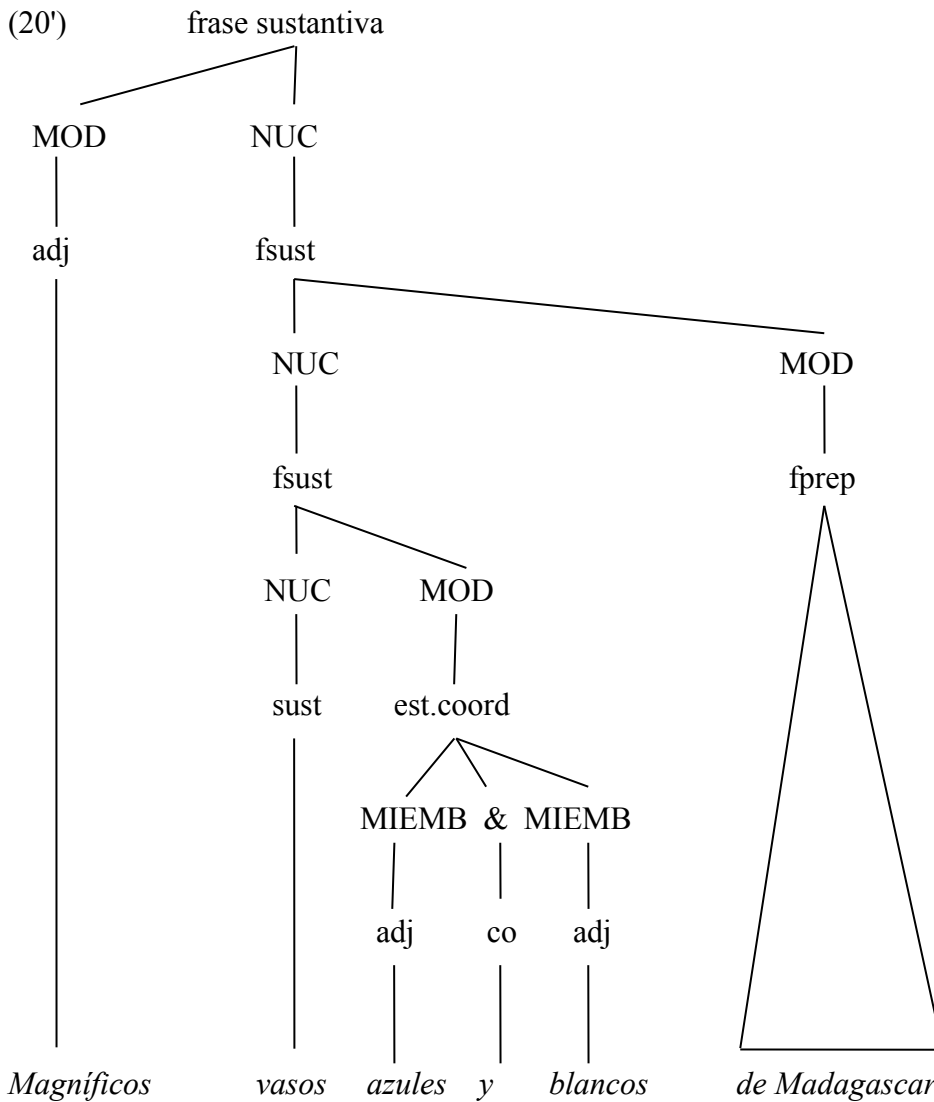 (20') frase sustantiva
MOD NUC
adj fsust
NUC MOD
fsust fprep
NUC MOD
sust est.coord
MIEMB & MIEMB
adj co adj
Magníficos vasos azules y blancos de Madagascar